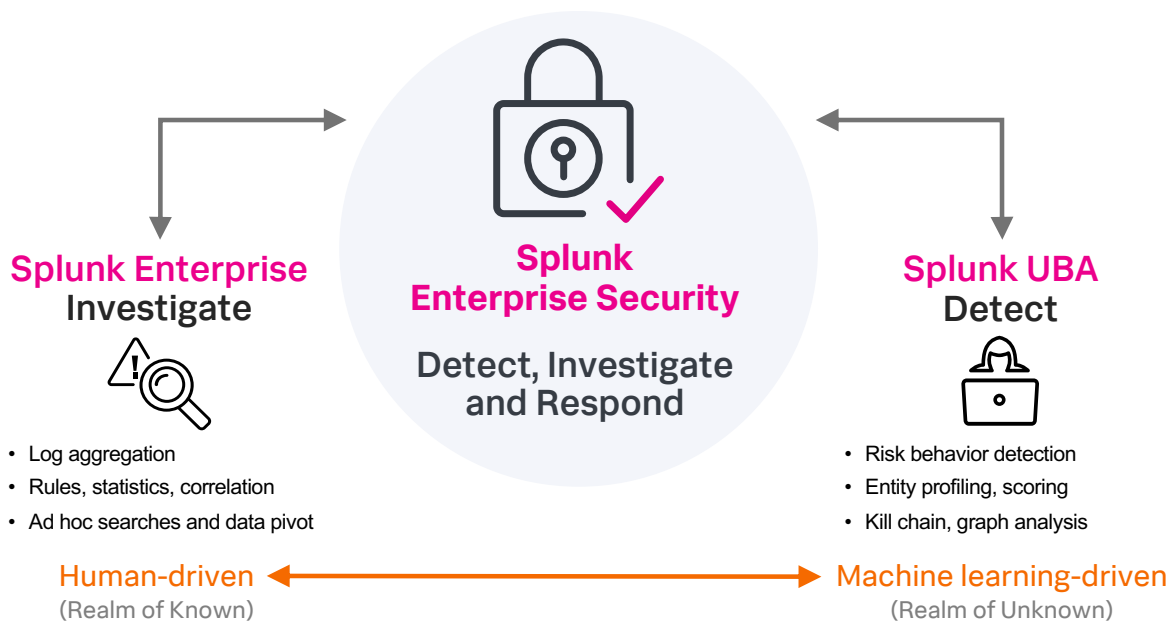 Splunk Enterprise
Investigate
• Log aggregation
• Rules, statistics, correlation
• Ad hoc searches and data pivot
Splunk
Enterprise Security
Detect, Investigate
and Respond
Splunk UBA
Detect
• Risk behavior detection
• Entity profiling, scoring
• Kill chain, graph analysis
Human-driven
(Realm of Known)
Machine learning-driven
(Realm of Unknown)